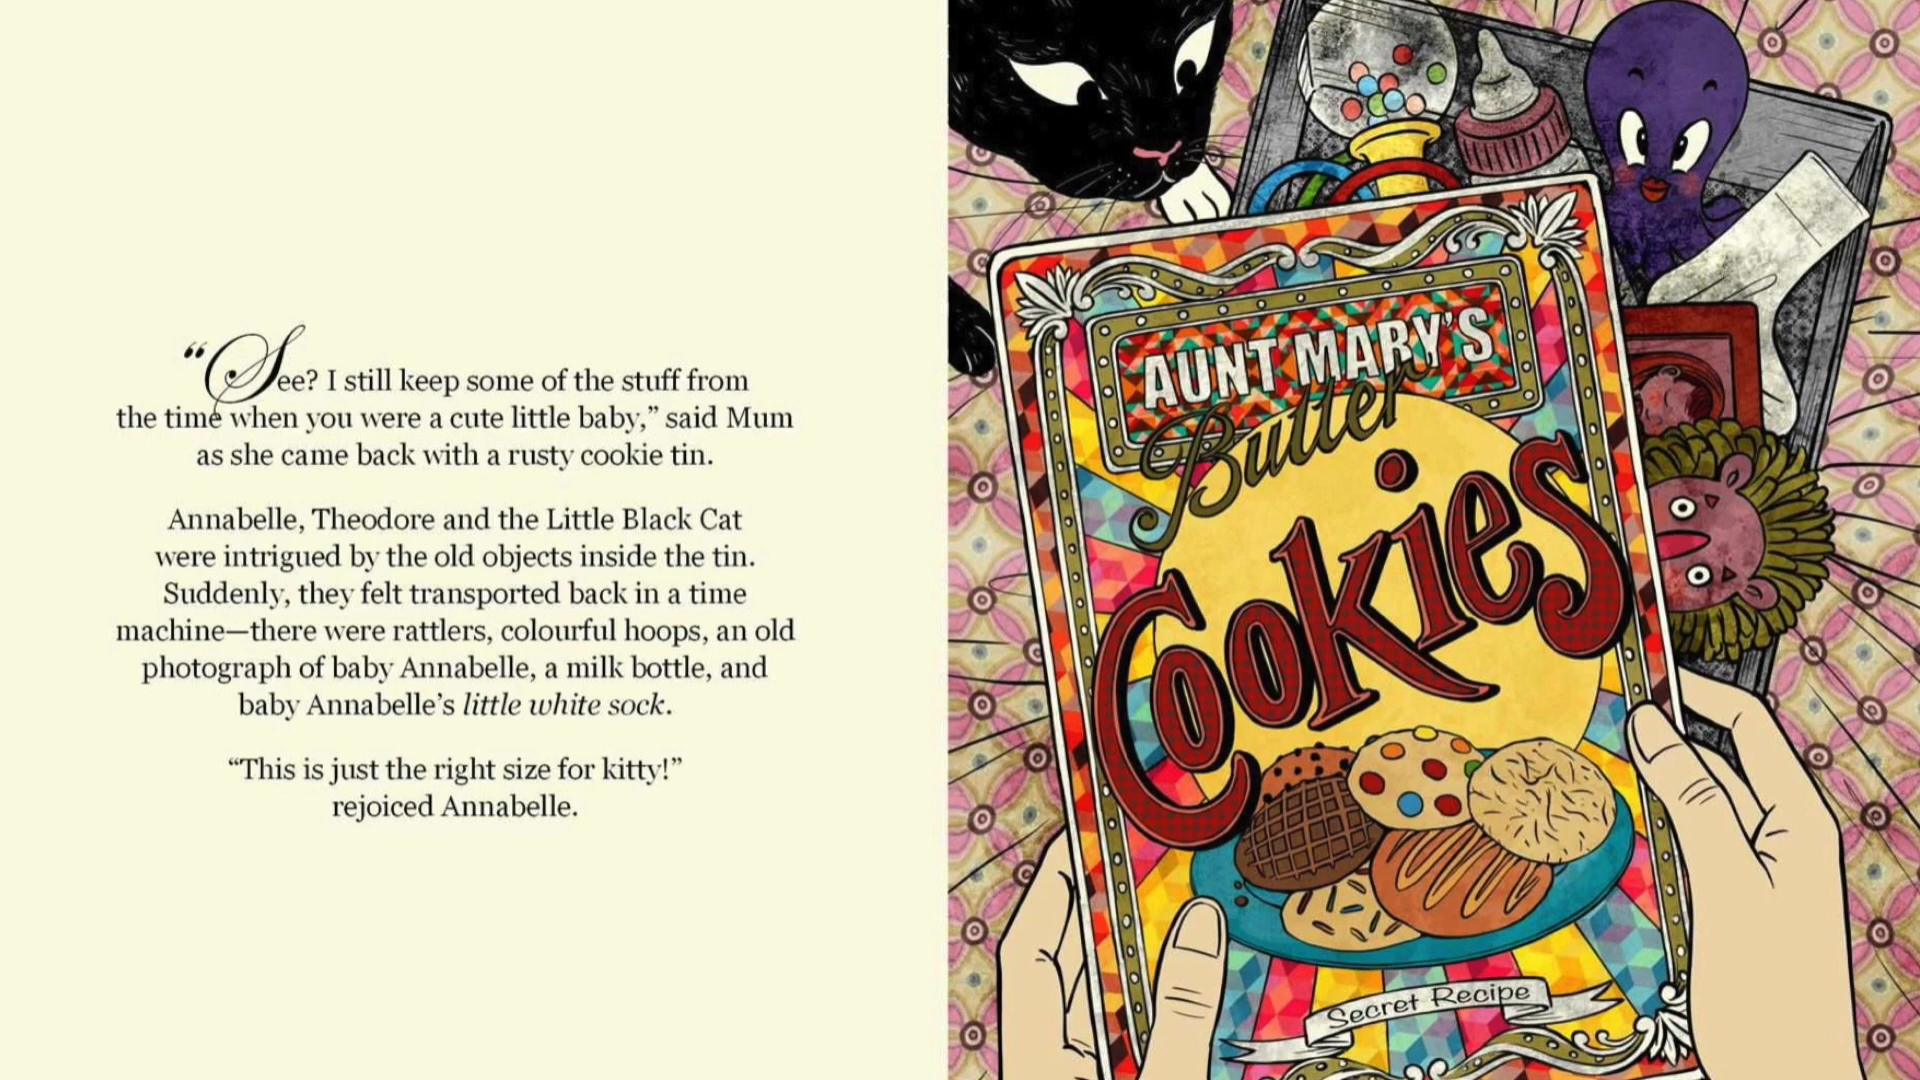 “See? I still keep some of the stuff from
the time when you were a cute little baby,” said Mum
as she came back with a rusty cookie tin.
Annabelle, Theodore and the Little Black Cat
were intrigued by the old objects inside the tin.
Suddenly, they felt transported back in a time
machine—there were rattlers, colourful hoops, an old
photograph of baby Annabelle, a milk bottle, and
baby Annabelle’s little white sock.
“This is just the right size for kitty!”
rejoiced Annabelle.
AUNT MARY'S
Butter
Cookies
Secret Recipe